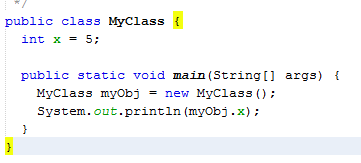 */
public class MyClass {
  int x = 5;

  public static void main(String[] args) {
    MyClass myObj = new MyClass();
    System.out.println(myObj.x);
  }
}